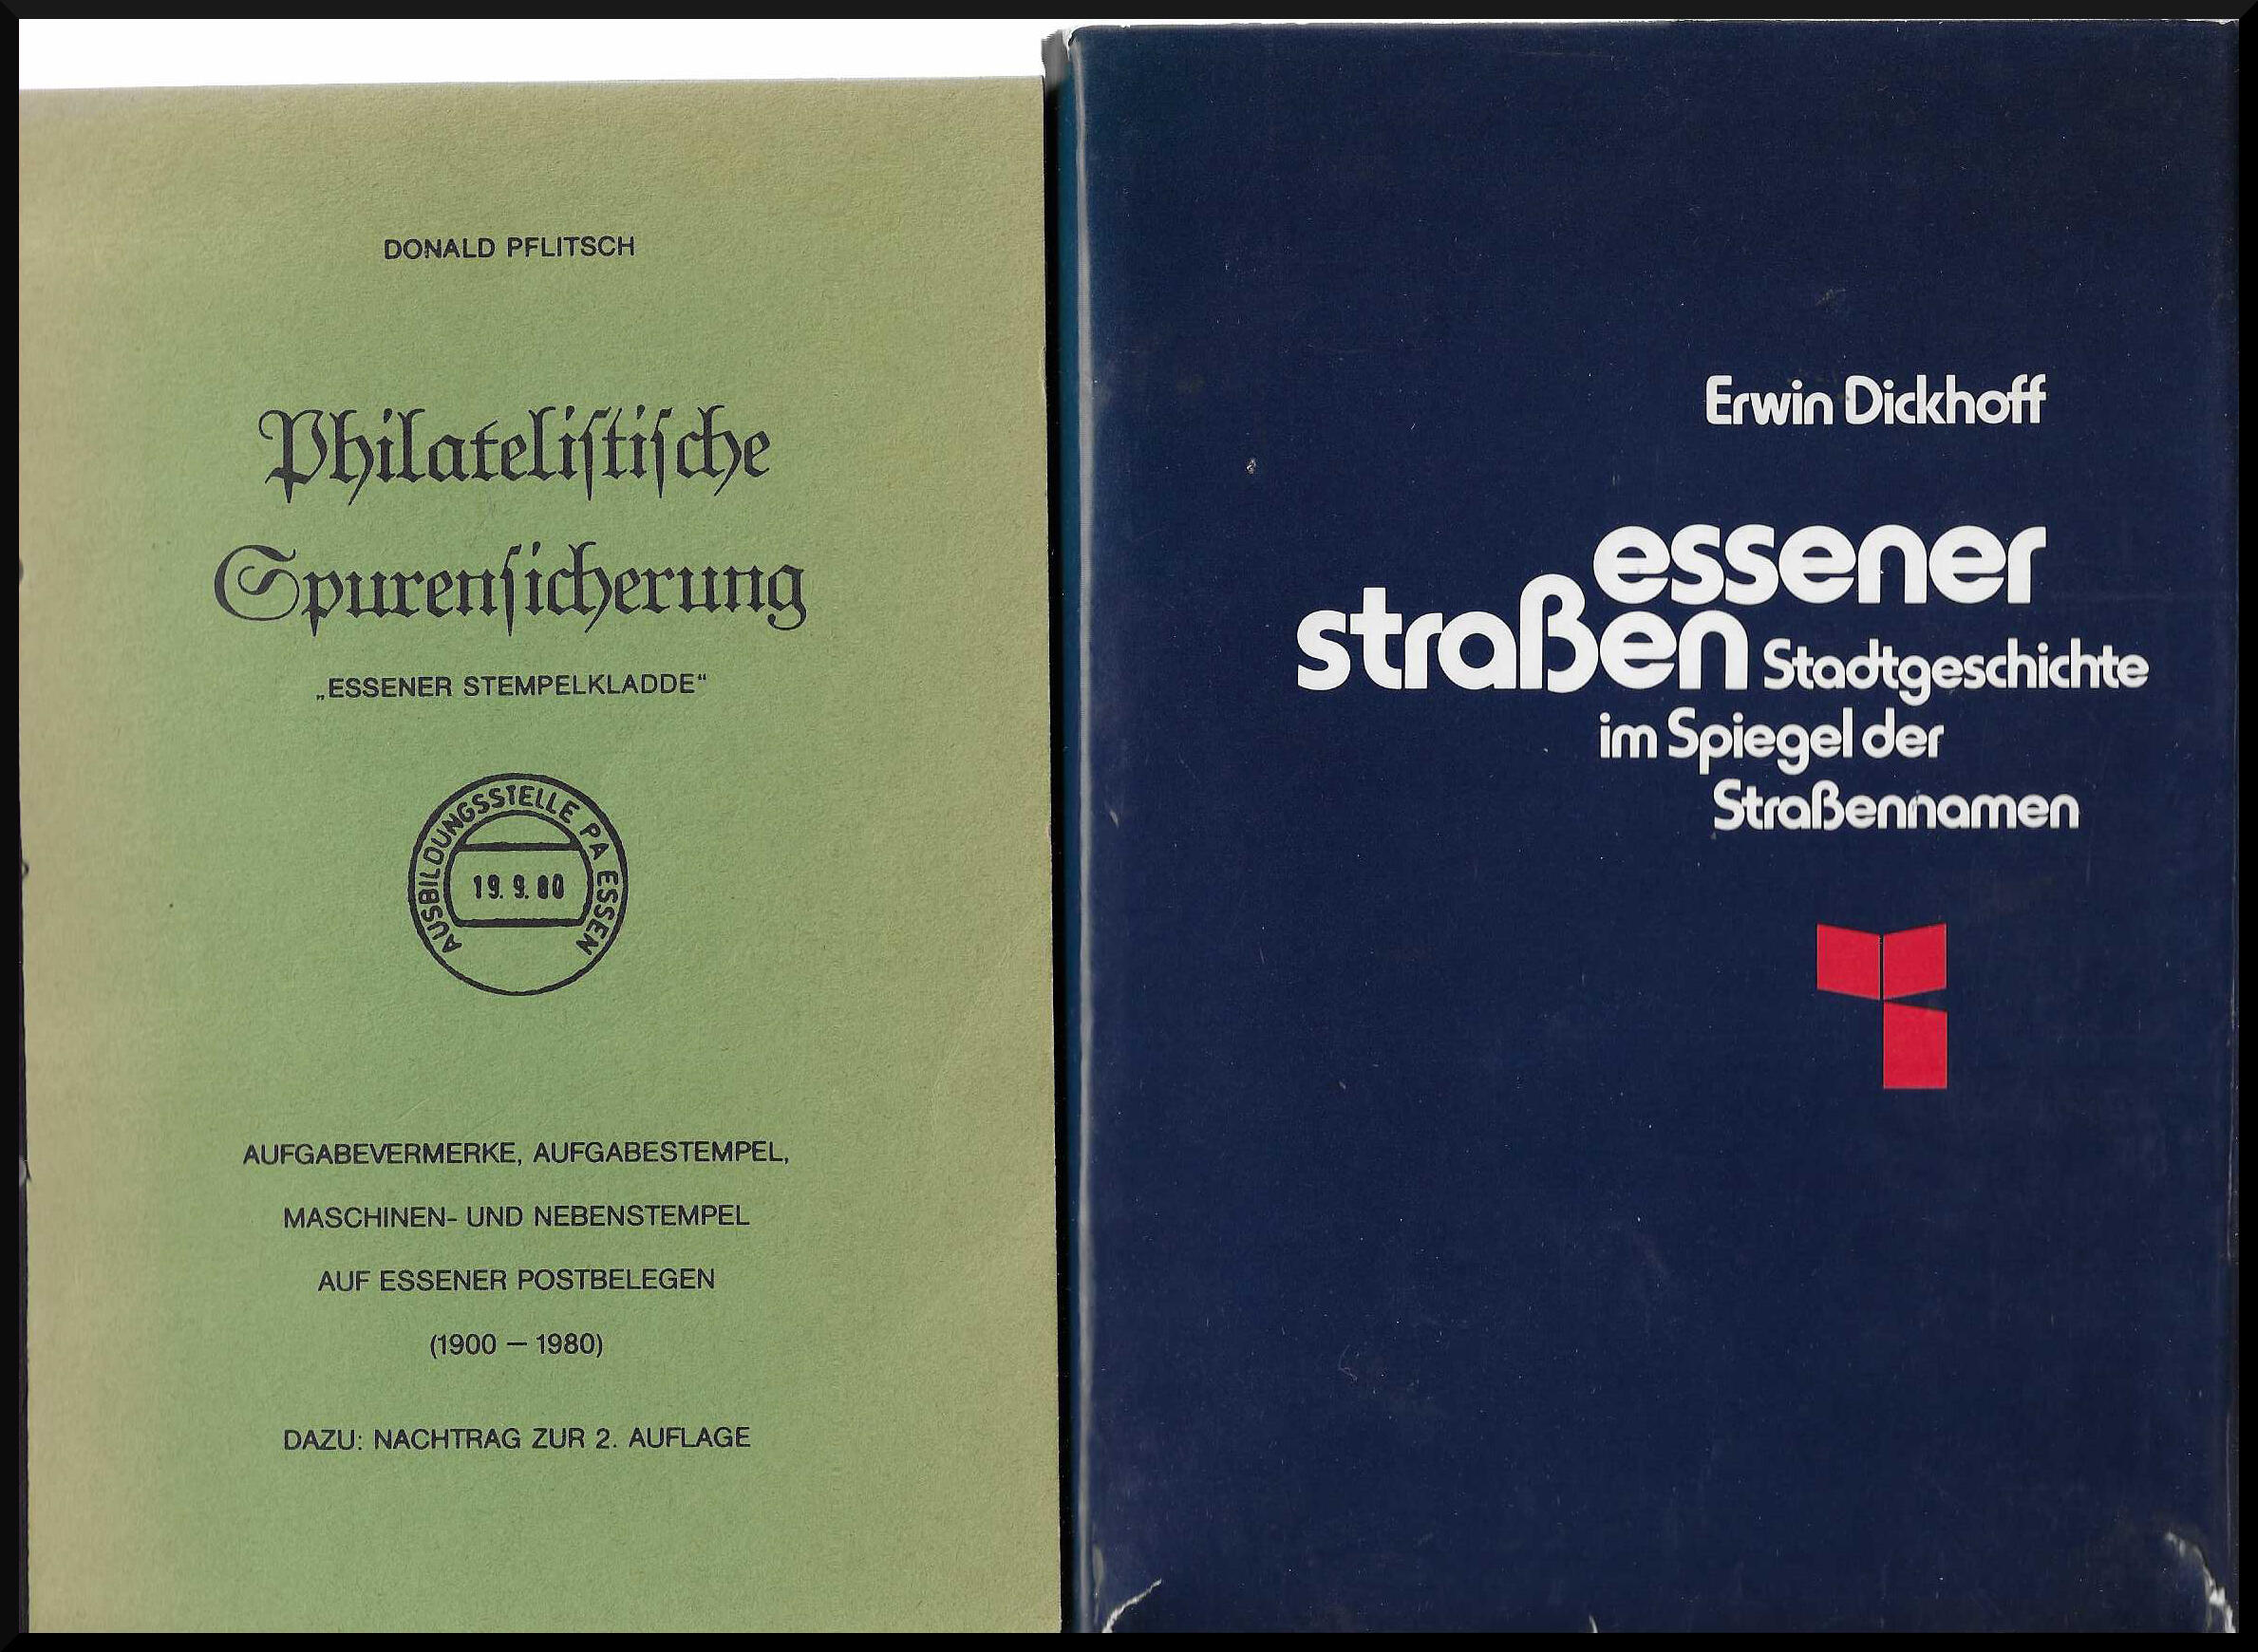 DONALD PFLITSCH
Philateliſtiſche
Spurenſicherung
„ESSENER STEMPELKLADDE“
AUSBILDUNGSSTELLE PA ESSEN
19.9.80
AUFGABEVERMERKE, AUFGABESTEMPEL,
MASCHINEN- UND NEBENSTEMPEL
AUF ESSENER POSTBELEGEN
(1900 — 1980)
DAZU: NACHTRAG ZUR 2. AUFLAGE
Erwin Dickhoff
essener
straßen Stadtgeschichte
im Spiegel der
Straßennamen